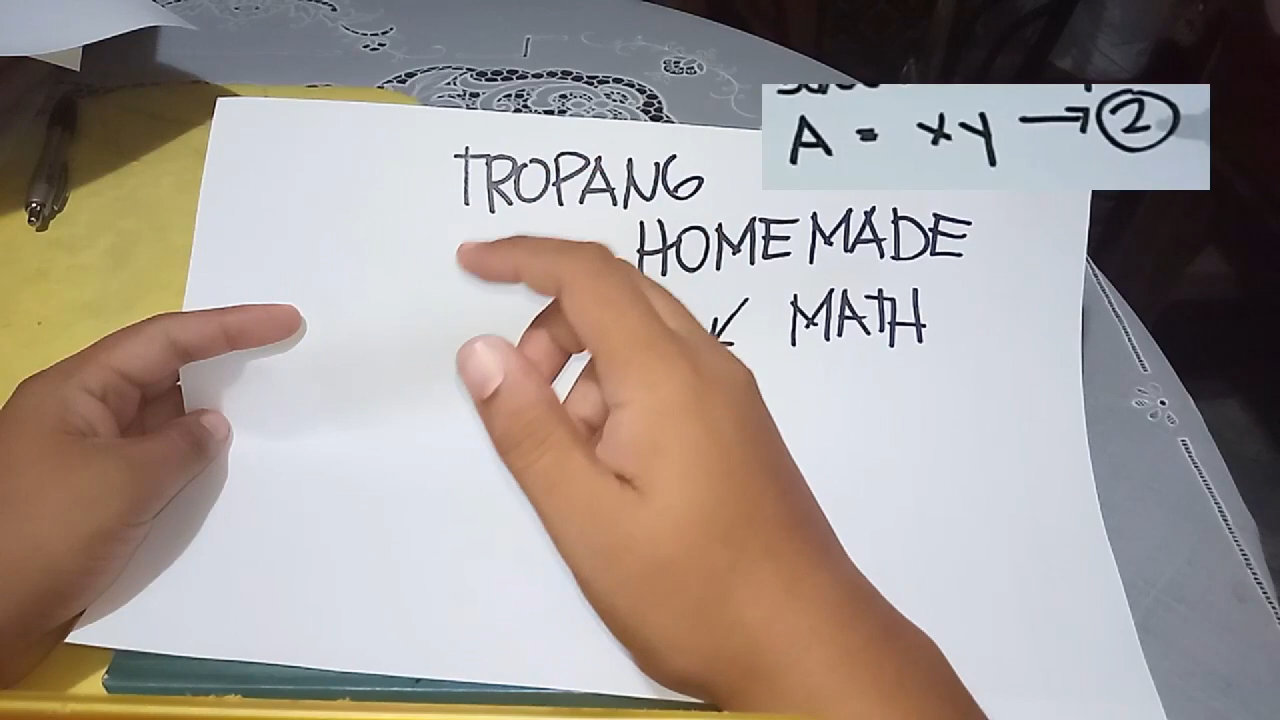 TROPANG
HOMEMADE
MATH
A = xy → ②